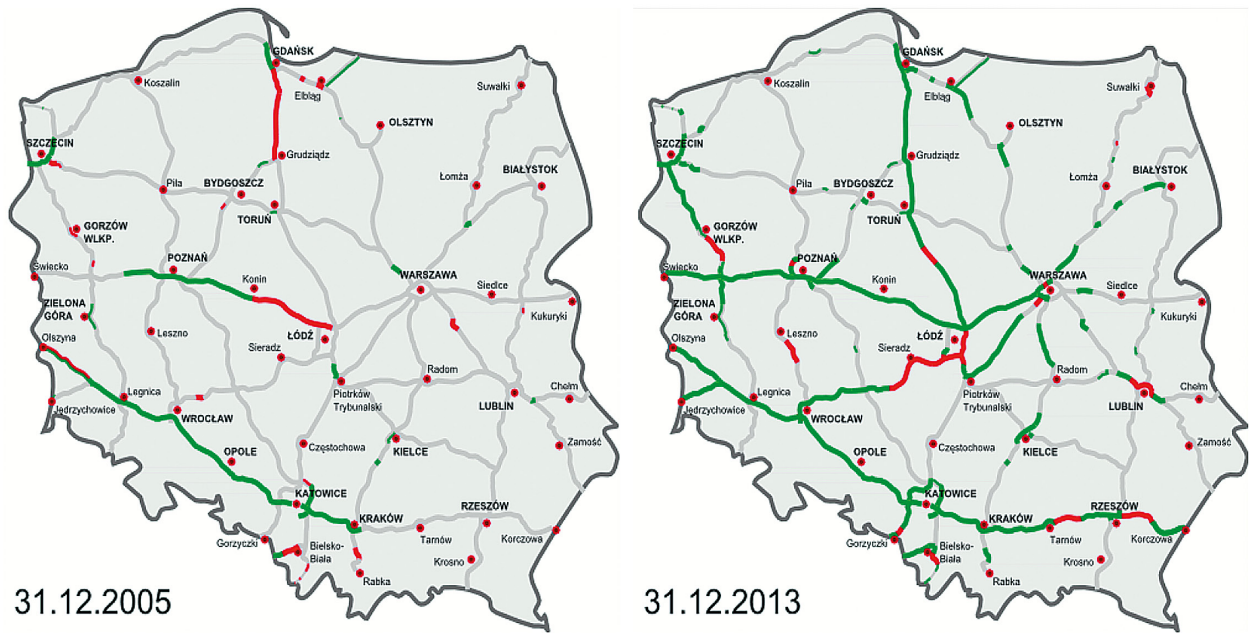 GDAŃSK
Koszalin
Elbląg
Suwałki
OLSZTYN
SZCZECIN
Grudziądz
BIAŁYSTOK
Piła
BYDGOSZCZ
Łomża
TORUŃ
GORZÓW
WLKP.
POZNAŃ
Świecko
Konin
WARSZAWA
Siedlce
ZIELONA
GÓRA
Kukuryki
Leszno
ŁÓDŹ
Olszyna
Sieradz
Radom
Legnica
Piotrków
Trybunalski
Jędrzychowice
WROCŁAW
LUBLIN
Chełm
Częstochowa
KIELCE
Zamość
OPOLE
KATOWICE
RZESZÓW
KRAKÓW
Tarnów
Korczowa
Gorzyczki
Bielsko-
Biała
Krosno
Rabka
31.12.2005
GDAŃSK
Koszalin
Elbląg
Suwałki
OLSZTYN
SZCZECIN
Grudziądz
BIAŁYSTOK
Piła
BYDGOSZCZ
Łomża
TORUŃ
GORZÓW
WLKP.
POZNAŃ
Świecko
Konin
WARSZAWA
Siedlce
ZIELONA
GÓRA
Kukuryki
Leszno
ŁÓDŹ
Olszyna
Sieradz
Radom
Legnica
Piotrków
Trybunalski
Jędrzychowice
WROCŁAW
LUBLIN
Chełm
Częstochowa
KIELCE
Zamość
OPOLE
KATOWICE
RZESZÓW
KRAKÓW
Tarnów
Korczowa
Gorzyczki
Bielsko-
Biała
Krosno
Rabka
31.12.2013